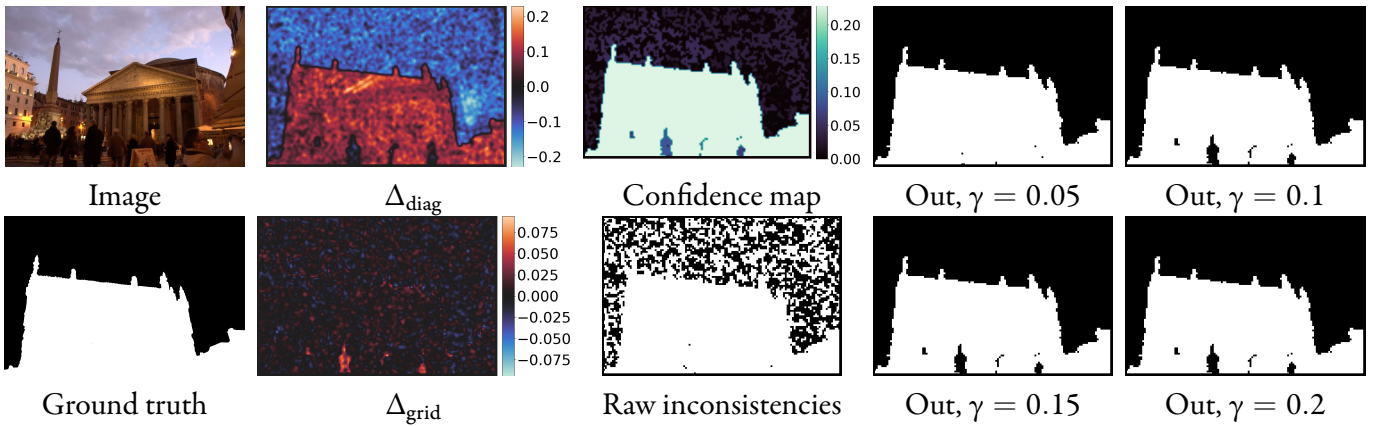 0.2
0.1
0.0
−0.1
−0.2
0.20
0.15
0.10
0.05
0.00
Image
Δdiag
Confidence map
Out, γ = 0.05
Out, γ = 0.1
0.075
0.050
0.025
0.000
−0.025
−0.050
−0.075
Ground truth
Δgrid
Raw inconsistencies
Out, γ = 0.15
Out, γ = 0.2